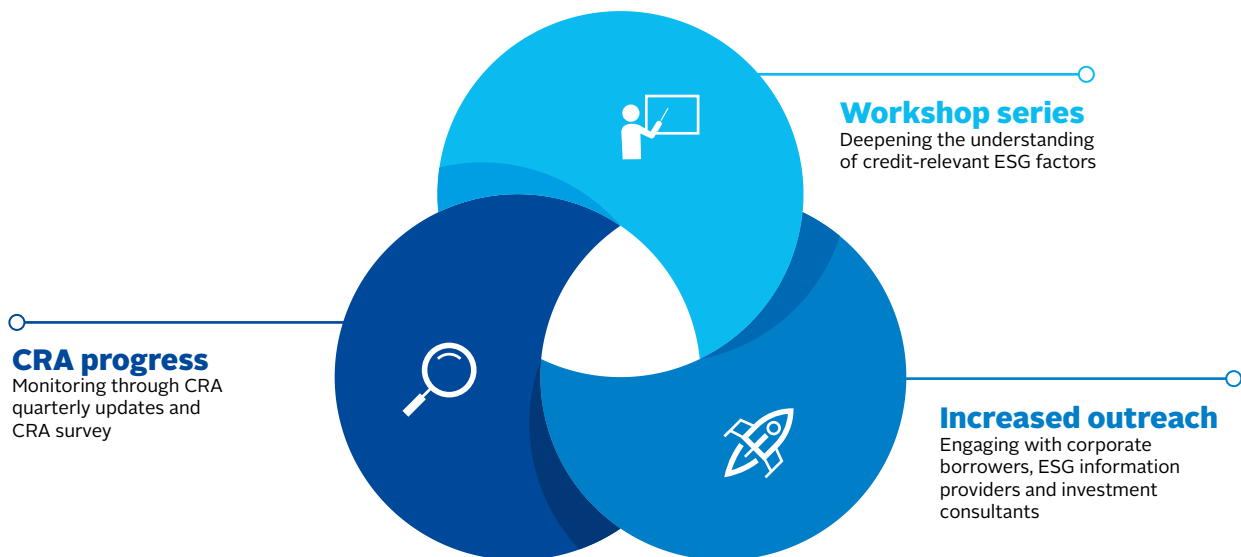 Workshop series
Deepening the understanding
of credit-relevant ESG factors
CRA progress
Monitoring through CRA
quarterly updates and
CRA survey
Increased outreach
Engaging with corporate
borrowers, ESG information
providers and investment
consultants